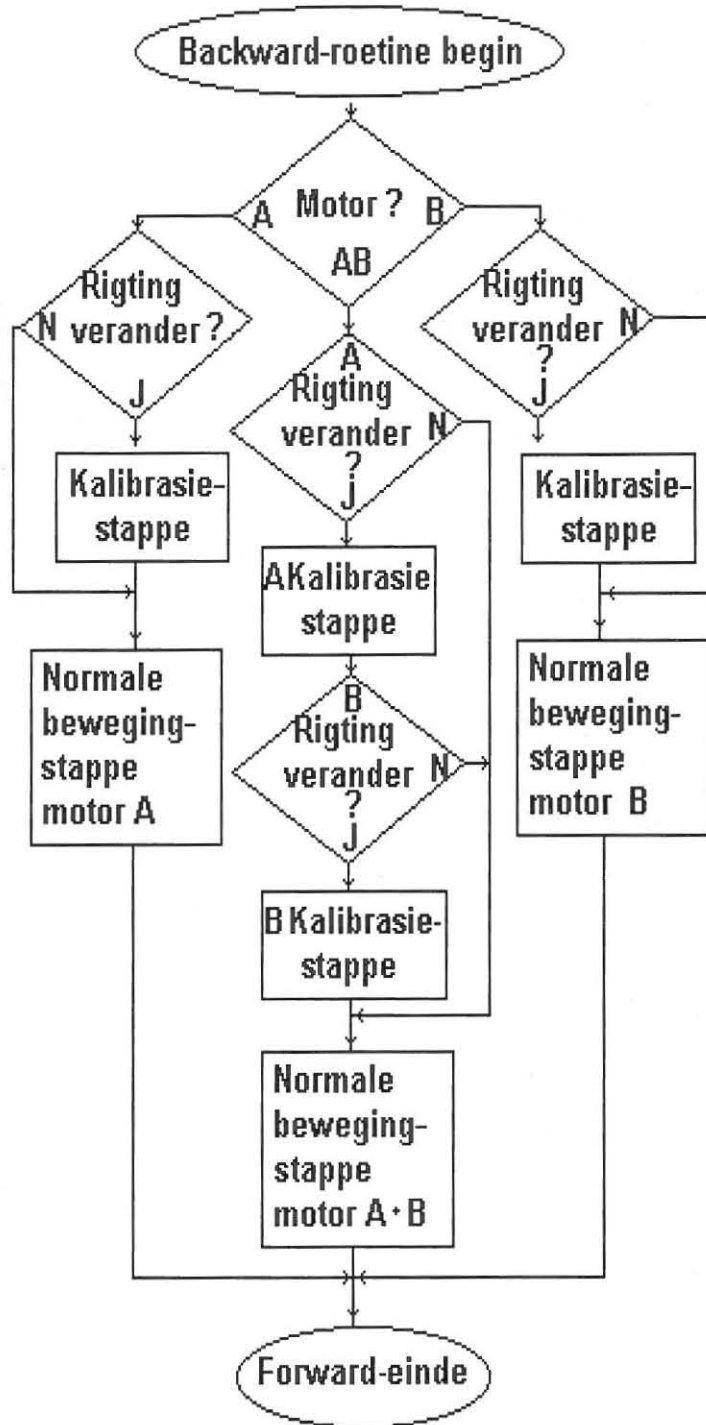 Backward-roetine begin
Motor ?
A
B
AB
Rigting
verander ?
N
J
Kalibrasie-
stappe
Normale
beweging-
stappe
motor A
A
Rigting
verander
?
N
J
A Kalibrasie
stappe
B
Rigting
verander
?
N
J
B Kalibrasie-
stappe
Normale
beweging-
stappe
motor A + B
Rigting
verander
?
N
J
Kalibrasie-
stappe
Normale
beweging-
stappe
motor B
Forward-einde